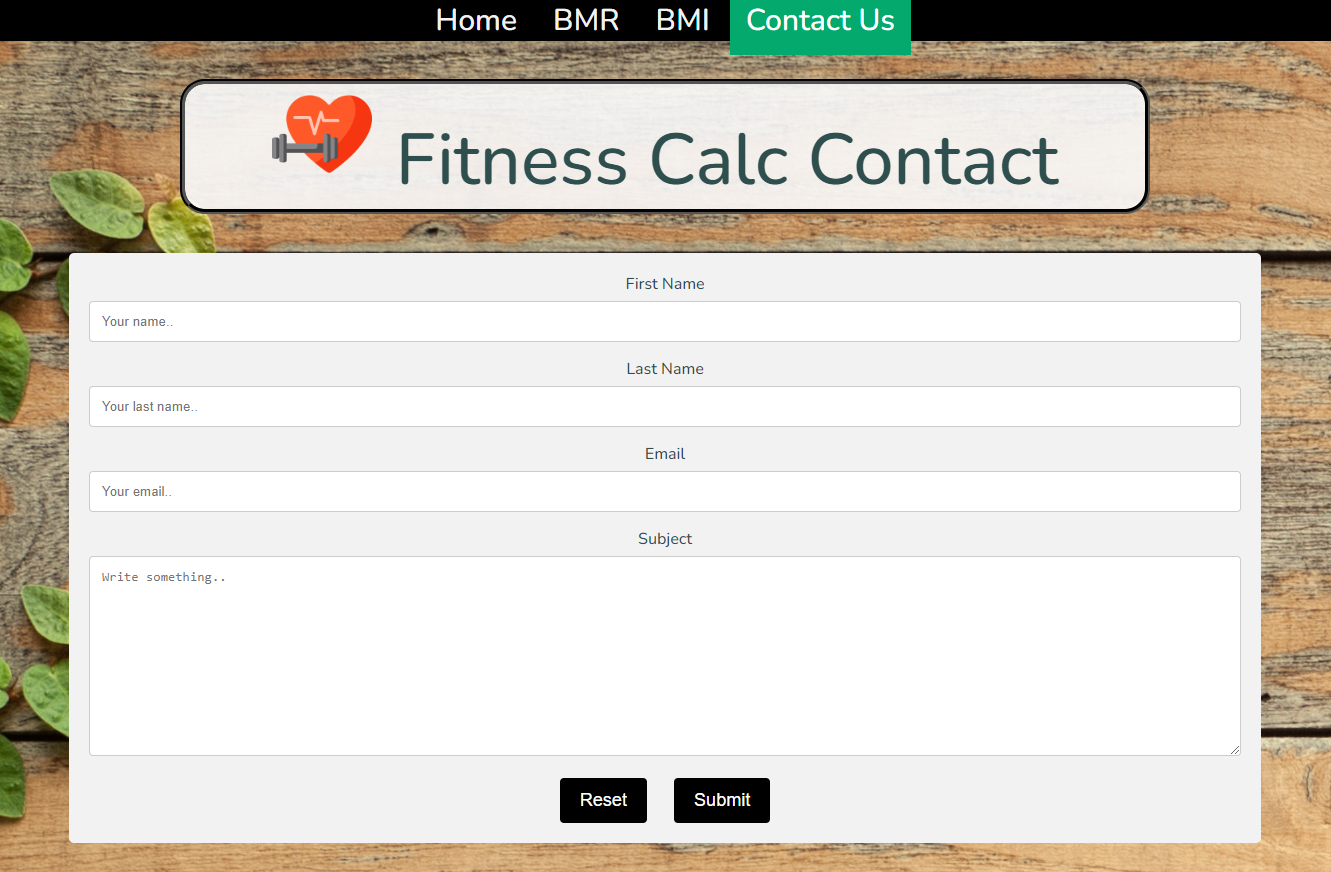 Home BMR BMI Contact Us
Fitness Calc Contact
First Name
Your name..
Last Name
Your last name..
Email
Your email..
Subject
Write something..
Reset Submit